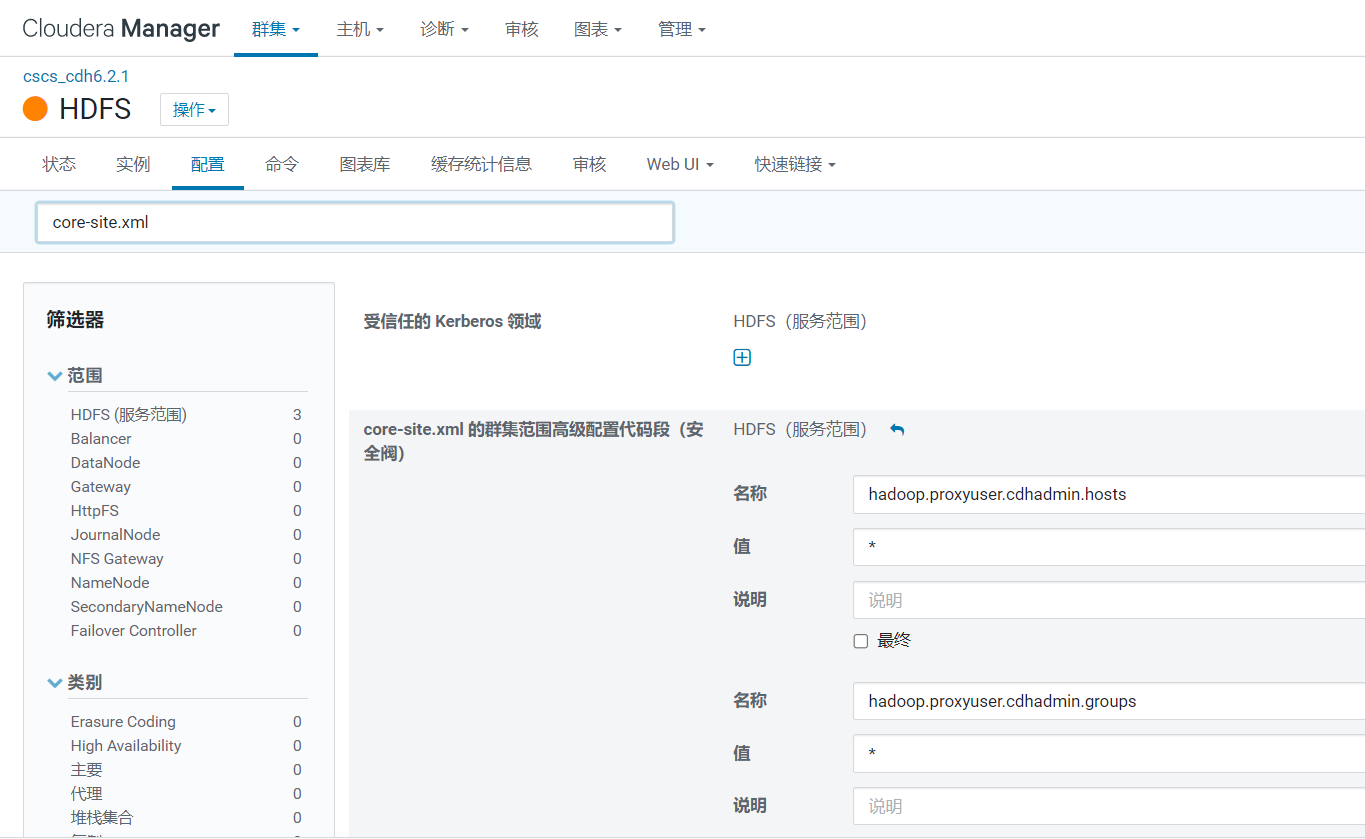 Cloudera Manager 群集 主机 诊断 审核 图表 管理
cscs_cdh6.2.1
HDFS 操作
状态 实例 配置 命令 图表库 缓存统计信息 审核 Web UI 快速链接
core-site.xml
筛选器
范围
HDFS (服务范围) 3
Balancer 0
DataNode 0
Gateway 0
HttpFS 0
JournalNode 0
NFS Gateway 0
NameNode 0
SecondaryNameNode 0
Failover Controller 0
类别
Erasure Coding 0
High Availability 0
主要 0
代理 0
堆栈集合 0
受信任的 Kerberos 领域 HDFS（服务范围）
core-site.xml 的群集范围高级配置代码段（安
全阀） HDFS（服务范围）
名称 hadoop.proxyuser.cdhadmin.hosts
值 *
说明 说明
最终
名称 hadoop.proxyuser.cdhadmin.groups
值 *
说明 说明